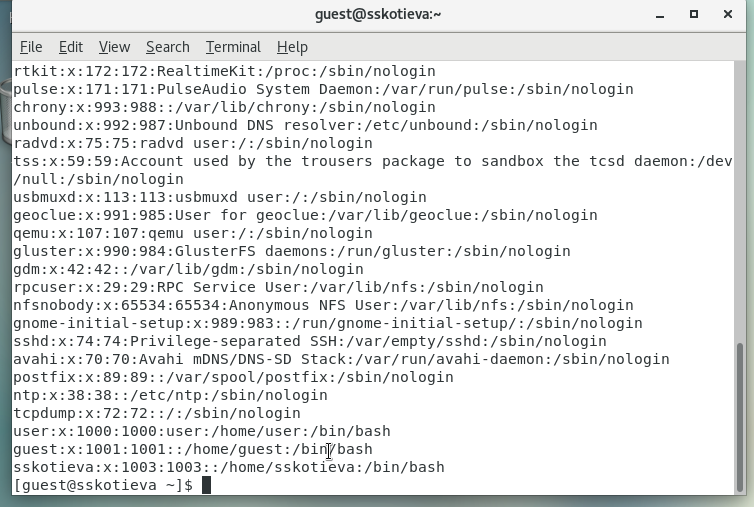 guest@sskotieva:~
File Edit View Search Terminal Help
rtkit:x:172:172:RealtimeKit:/proc:/sbin/nologin
pulse:x:171:171:PulseAudio System Daemon:/var/run/pulse:/sbin/nologin
chrony:x:993:988::/var/lib/chrony:/sbin/nologin
unbound:x:992:987:Unbound DNS resolver:/etc/unbound:/sbin/nologin
radvd:x:75:75:radvd user:/:/sbin/nologin
tss:x:59:59:Account used by the trousers package to sandbox the tcsd daemon:/dev
/null:/sbin/nologin
usbmuxd:x:113:113:usbmuxd user:/:/sbin/nologin
geoclue:x:991:985:User for geoclue:/var/lib/geoclue:/sbin/nologin
qemu:x:107:107:qemu user:/:/sbin/nologin
gluster:x:990:984:GlusterFS daemons:/run/gluster:/sbin/nologin
gdm:x:42:42::/var/lib/gdm:/sbin/nologin
rpcuser:x:29:29:RPC Service User:/var/lib/nfs:/sbin/nologin
nfsnobody:x:65534:65534:Anonymous NFS User:/var/lib/nfs:/sbin/nologin
gnome-initial-setup:x:989:983::/run/gnome-initial-setup/:/sbin/nologin
sshd:x:74:74:Privilege-separated SSH:/var/empty/sshd:/sbin/nologin
avahi:x:70:70:Avahi mDNS/DNS-SD Stack:/var/run/avahi-daemon:/sbin/nologin
postfix:x:89:89::/var/spool/postfix:/sbin/nologin
ntp:x:38:38::/etc/ntp:/sbin/nologin
tcpdump:x:72:72::/:/sbin/nologin
user:x:1000:1000:user:/home/user:/bin/bash
guest:x:1001:1001::/home/guest:/bin/bash
sskotieva:x:1003:1003::/home/sskotieva:/bin/bash
[guest@sskotieva ~]$